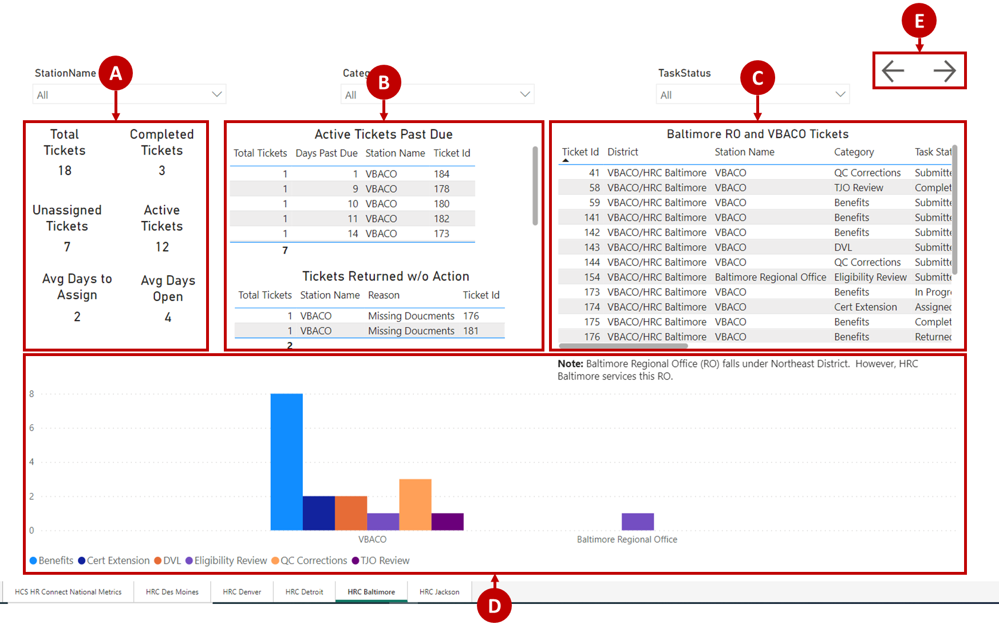 E
StationName A
Categ B
TaskStatus C
All
All
All
Total Tickets
18
Completed Tickets
3
Unassigned Tickets
7
Active Tickets
12
Avg Days to Assign
2
Avg Days Open
4
Active Tickets Past Due
Total Tickets Days Past Due Station Name Ticket Id
1 1 VBACO 184
1 9 VBACO 178
1 10 VBACO 180
1 11 VBACO 182
1 14 VBACO 173
7
Tickets Returned w/o Action
Total Tickets Station Name Reason Ticket Id
1 VBACO Missing Doucments 176
1 VBACO Missing Doucments 181
2
Baltimore RO and VBACO Tickets
Ticket Id District Station Name Category Task Stat
41 VBACO/HRC Baltimore VBACO QC Corrections Submitte
58 VBACO/HRC Baltimore VBACO TJO Review Complet
59 VBACO/HRC Baltimore VBACO Benefits Submitte
141 VBACO/HRC Baltimore VBACO Benefits Submitte
142 VBACO/HRC Baltimore VBACO Benefits Submitte
143 VBACO/HRC Baltimore VBACO DVL Submitte
144 VBACO/HRC Baltimore VBACO QC Corrections Submitte
154 VBACO/HRC Baltimore Baltimore Regional Office Eligibility Review Submitte
173 VBACO/HRC Baltimore VBACO Benefits In Progr
174 VBACO/HRC Baltimore VBACO Cert Extension Assigned
175 VBACO/HRC Baltimore VBACO Benefits Complet
176 VBACO/HRC Baltimore VBACO Benefits Returned
Note: Baltimore Regional Office (RO) falls under Northeast District. However, HRC
Baltimore services this RO.
8
6
4
2
0
VBACO Baltimore Regional Office
Benefits Cert Extension DVL Eligibility Review QC Corrections TJO Review
HCS HR Connect National Metrics HRC Des Moines HRC Denver HRC Detroit HRC Baltimore HRC Jackson
D